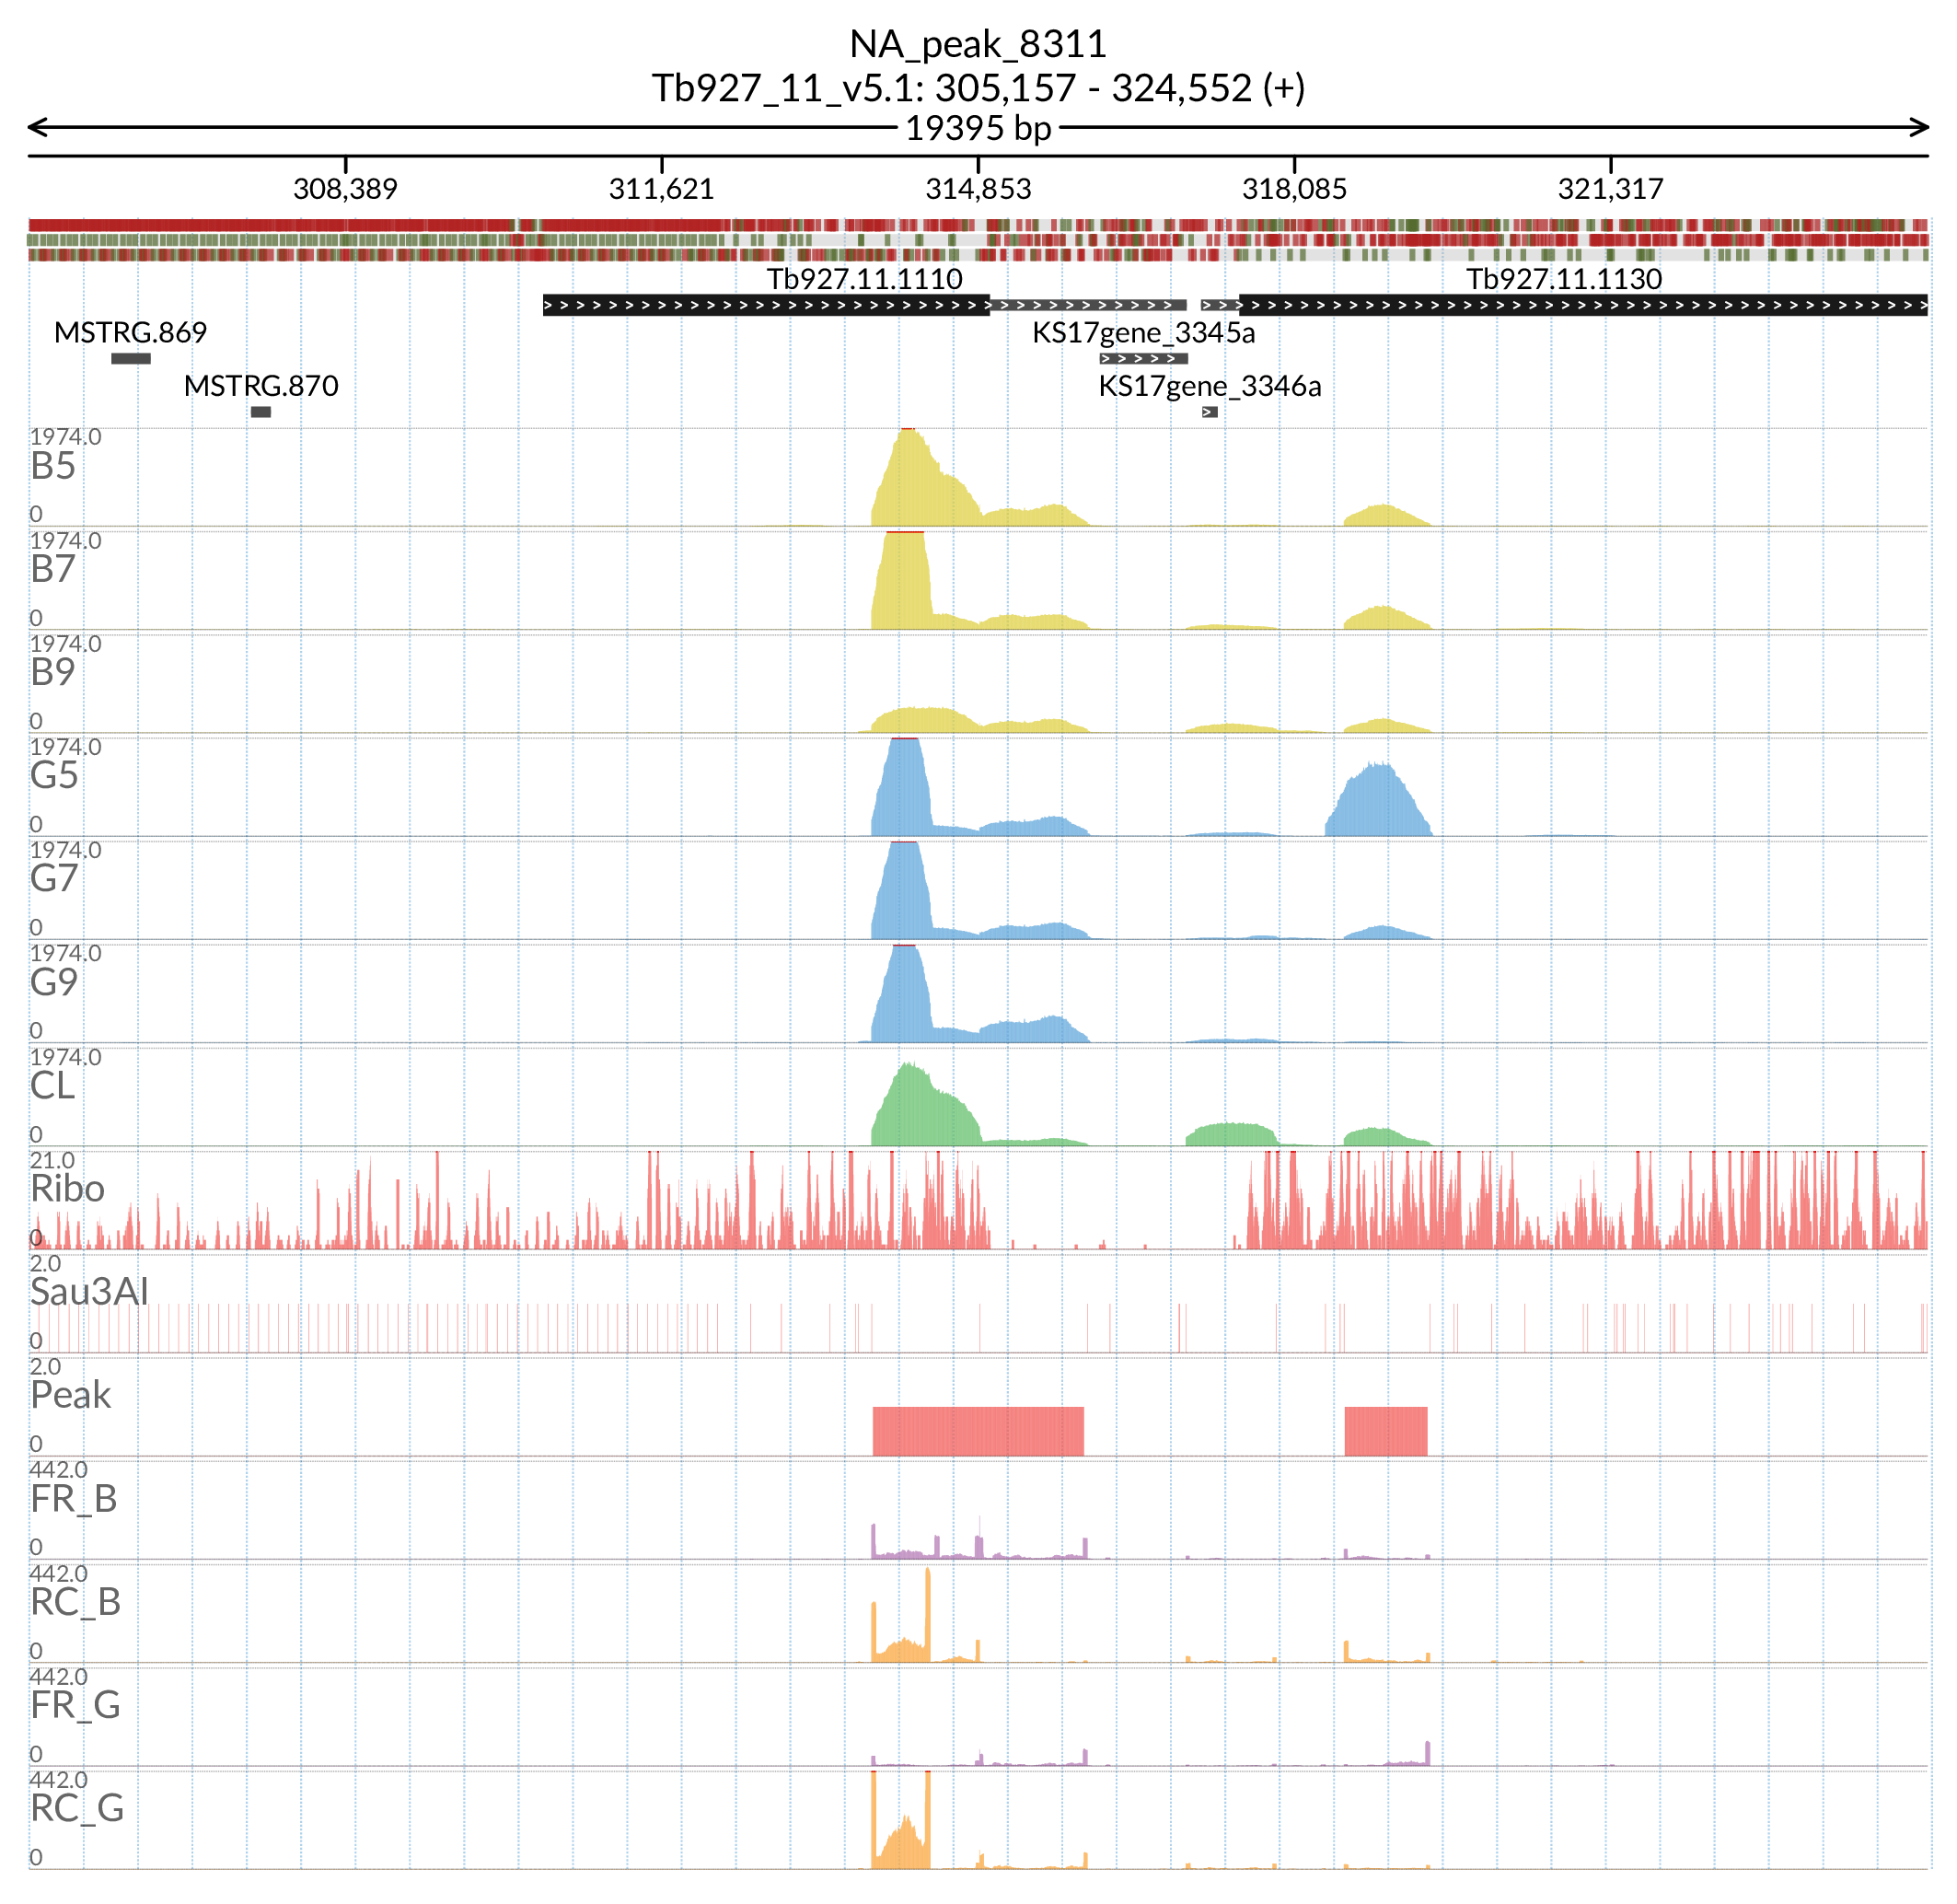 NA_peak_8311
Tb927_11_v5.1: 305,157 - 324,552 (+)
19395 bp
308,389 311,621 314,853 318,085 321,317
Tb927.11.1110 Tb927.11.1130
MSTRG.869 KS17gene_3345a
MSTRG.870 KS17gene_3346a
1974.0
B5
0
1974.0
B7
0
1974.0
B9
0
1974.0
G5
0
1974.0
G7
0
1974.0
G9
0
1974.0
CL
0
21.0
Ribo
0
2.0
Sau3AI
0
2.0
Peak
0
442.0
FR_B
0
442.0
RC_B
0
442.0
FR_G
0
442.0
RC_G
0